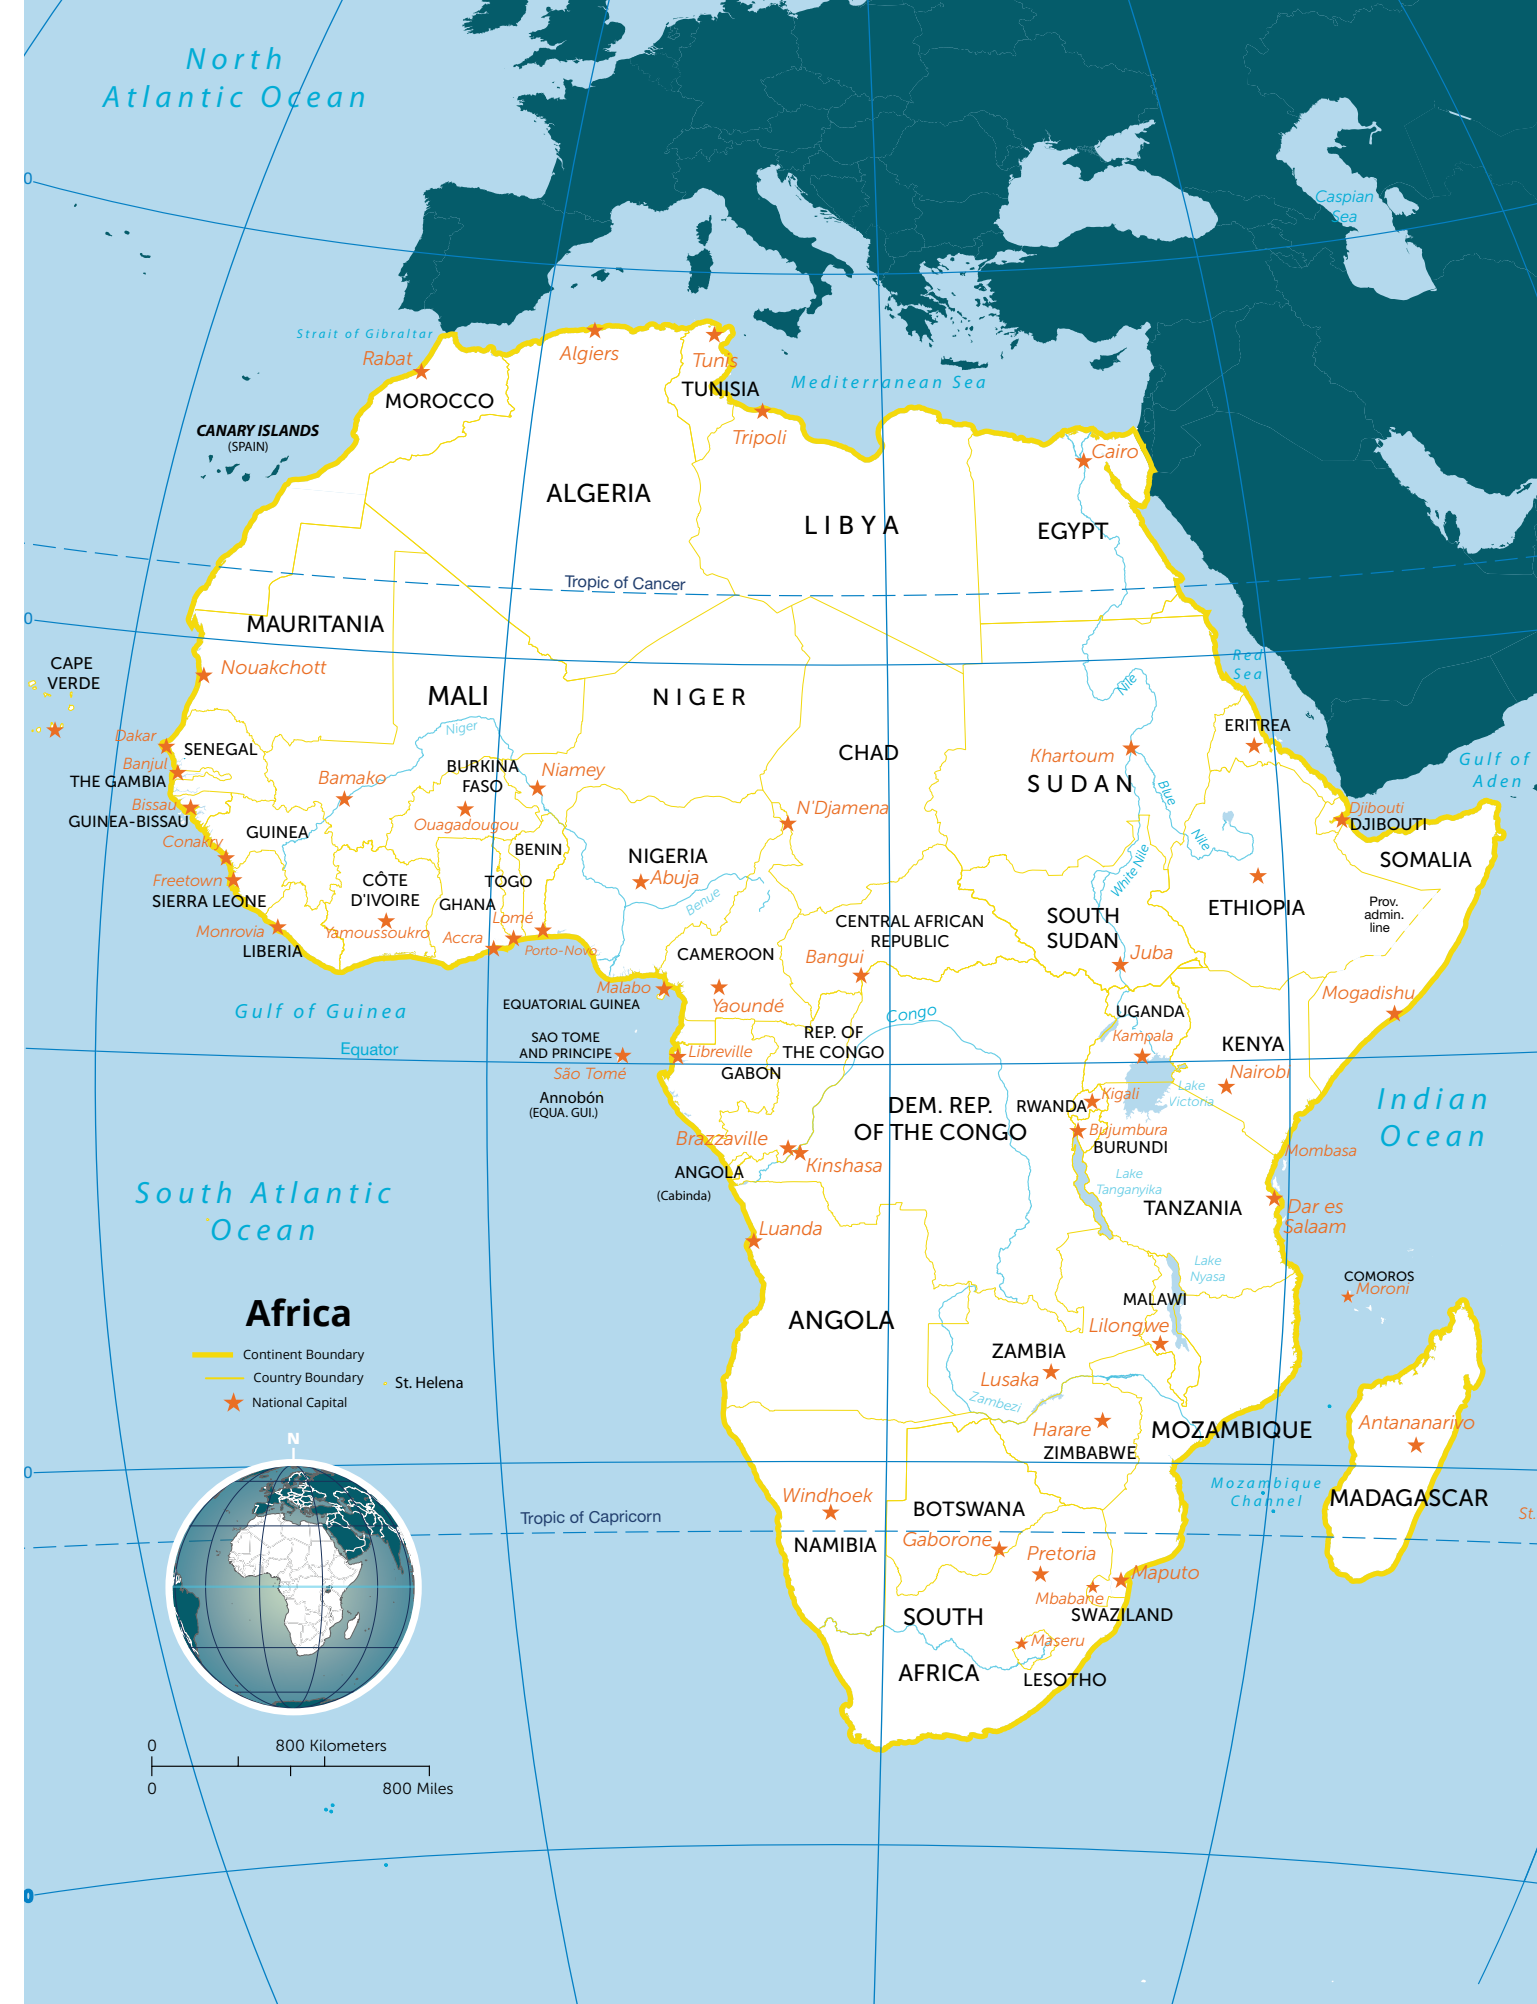 North
Atlantic Ocean
0
Caspian
Sea
Strait of Gibraltar
Rabat
Algiers
Tunis
MOROCCO
TUNISIA
Mediterranean Sea
Tripoli
CANARY ISLANDS
(SPAIN)
Cairo
ALGERIA
LIBYA
EGYPT
Tropic of Cancer
0
MAURITANIA
CAPE
VERDE
Nouakchott
MALI
NIGER
Nile
Red
Sea
Niger
Dakar
SENEGAL
Banjul
THE GAMBIA
Bissau
GUINEA-BISSAU
Conakry
GUINEA
Bamako
BURKINA
FASO
Ouagadougou
Niamey
CHAD
N'Djamena
Khartoum
SUDAN
ERITREA
Blue
Nile
White Nile
Gulf of
Aden
Djibouti
DJIBOUTI
SOMALIA
Freetown
SIERRA LEONE
Monrovia
LIBERIA
CÔTE
D'IVOIRE
Yamoussoukro
GHANA
Accra
TOGO
Lomé
BENIN
Porto-Novo
NIGERIA
Abuja
Benue
CENTRAL AFRICAN
REPUBLIC
Bangui
SOUTH
SUDAN
Juba
ETHIOPIA
Prov.
admin.
line
CAMEROON
Yaoundé
Malabo
EQUATORIAL GUINEA
Gulf of Guinea
Equator
SAO TOME
AND PRINCIPE
São Tomé
Libreville
GABON
REP. OF
THE CONGO
Congo
UGANDA
Kampala
KENYA
Nairobi
Mogadishu
Annobón
(EQUA. GUI.)
DEM. REP.
OF THE CONGO
RWANDA
Kigali
Lake
Victoria
Bujumbura
BURUNDI
Indian
Ocean
Mombasa
Brazzaville
Kinshasa
ANGOLA
(Cabinda)
Lake
Tanganyika
TANZANIA
Dar es
Salaam
South Atlantic
Ocean
Luanda
Lake
Nyasa
COMOROS
Moroni
MALAWI
Lilongwe
ANGOLA
ZAMBIA
Lusaka
Zambezi
Africa
Continent Boundary
Country Boundary
National Capital
St. Helena
Harare
ZIMBABWE
MOZAMBIQUE
Antananarivo
MADAGASCAR
Mozambique
Channel
St.
N
0
Windhoek
NAMIBIA
BOTSWANA
Gaborone
Tropic of Capricorn
Pretoria
Maputo
Mbabane
SWAZILAND
SOUTH
AFRICA
Maseru
LESOTHO
0 800 Kilometers
0 800 Miles
0